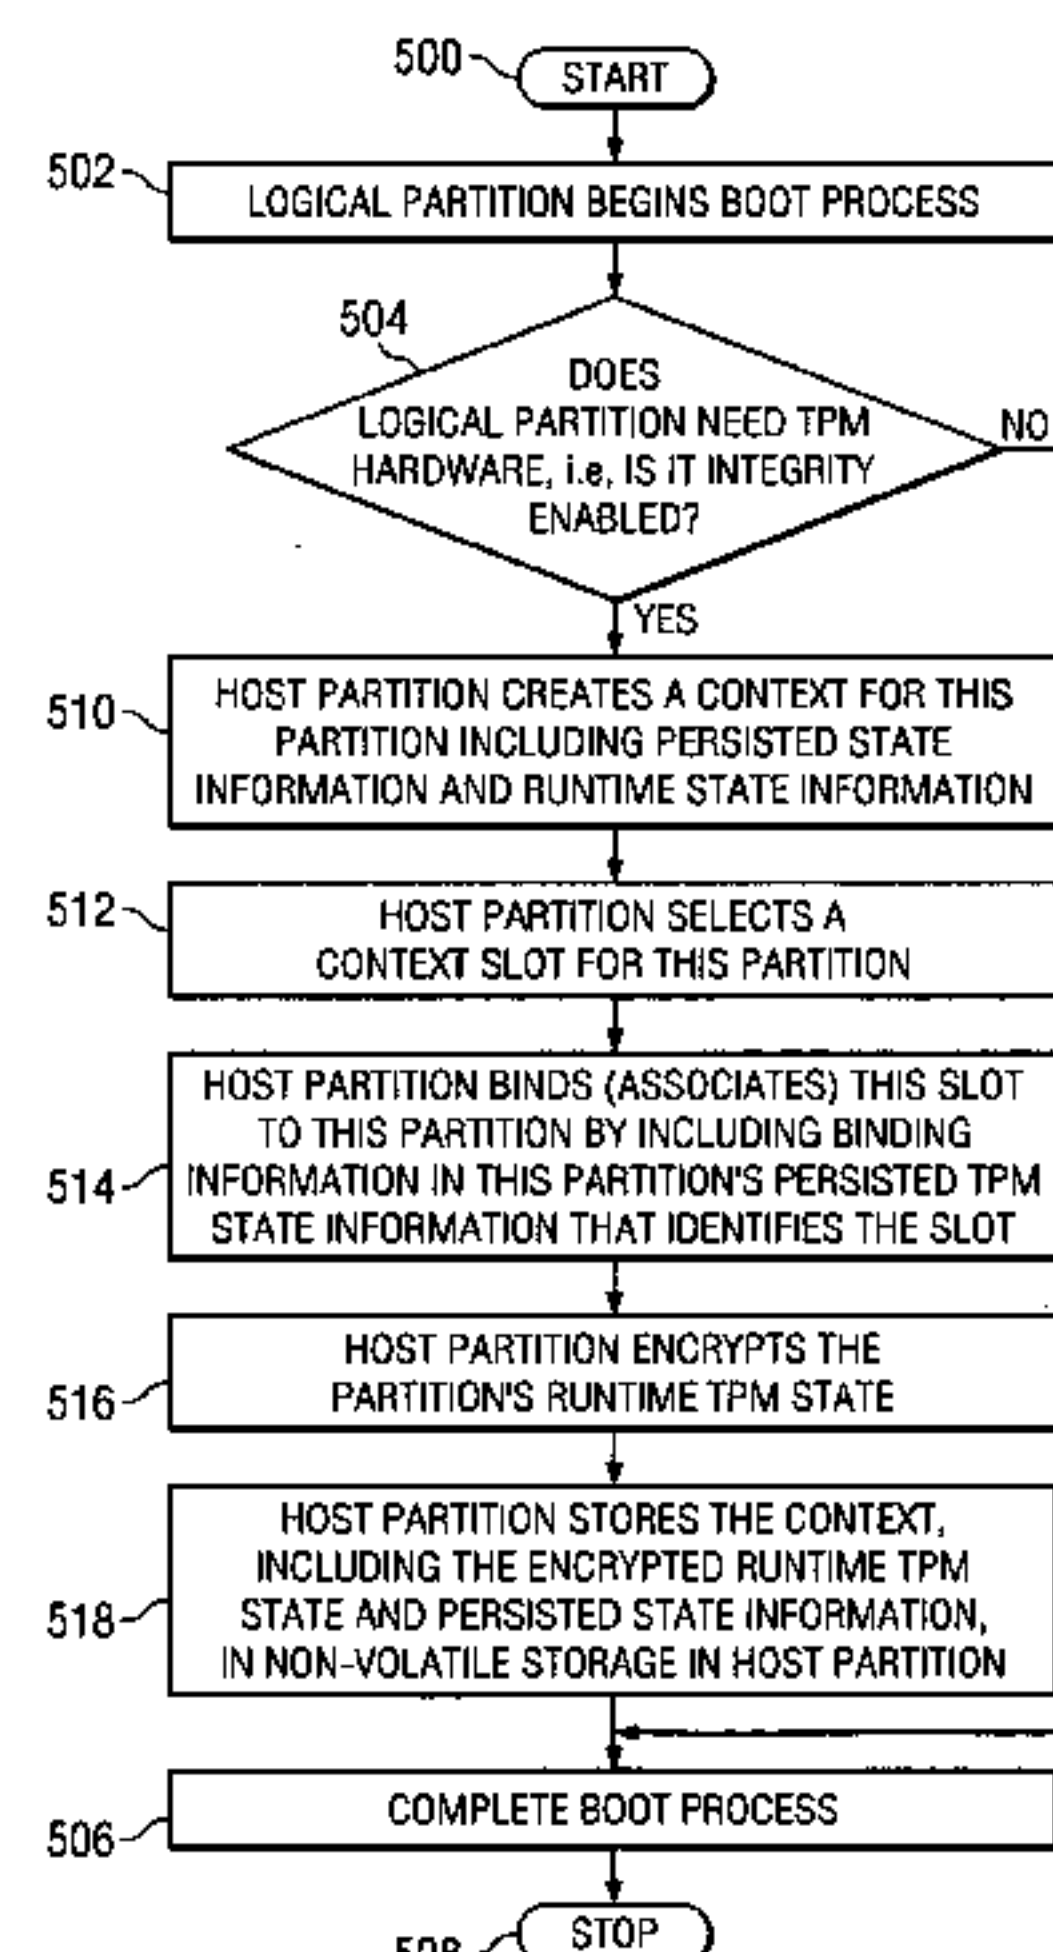 500
START
502
LOGICAL PARTITION BEGINS BOOT PROCESS
504
DOES
LOGICAL PARTITION NEED TPM
HARDWARE, i.e, IS IT INTEGRITY
ENABLED?
NO
YES
510
HOST PARTITION CREATES A CONTEXT FOR THIS
PARTITION INCLUDING PERSISTED STATE
INFORMATION AND RUNTIME STATE INFORMATION
512
HOST PARTITION SELECTS A
CONTEXT SLOT FOR THIS PARTITION
514
HOST PARTITION BINDS (ASSOCIATES) THIS SLOT
TO THIS PARTITION BY INCLUDING BINDING
INFORMATION IN THIS PARTITION'S PERSISTED TPM
STATE INFORMATION THAT IDENTIFIES THE SLOT
516
HOST PARTITION ENCRYPTS THE
PARTITION'S RUNTIME TPM STATE
518
HOST PARTITION STORES THE CONTEXT,
INCLUDING THE ENCRYPTED RUNTIME TPM
STATE AND PERSISTED STATE INFORMATION,
IN NON-VOLATILE STORAGE IN HOST PARTITION
506
COMPLETE BOOT PROCESS
STOP